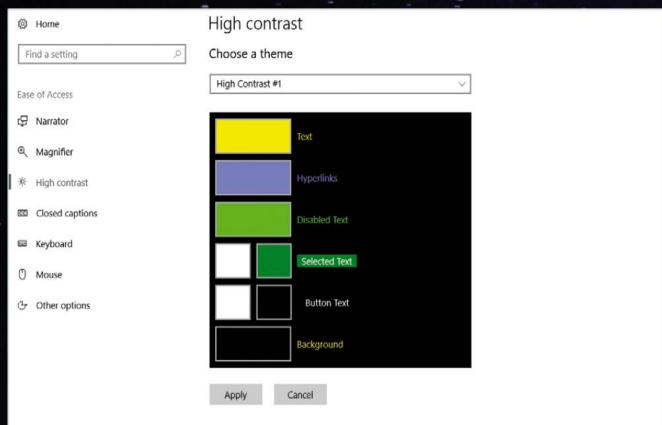 Home
Find a setting
Ease of Access
Narrator
Magnifier
High contrast
Closed captions
Keyboard
Mouse
Other options
High contrast
Choose a theme
High Contrast #1
Text
Hyperlinks
Disabled Text
Selected Text
Button Text
Background
Apply
Cancel